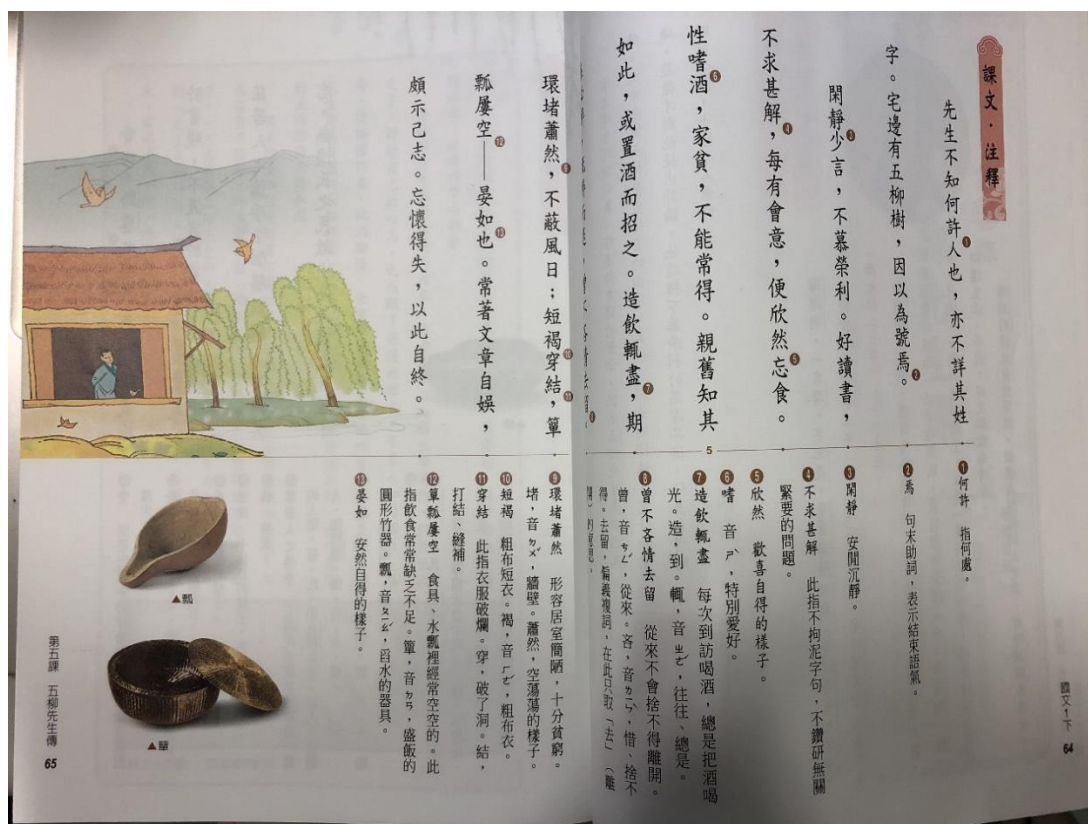 課文・注釋
先生不知何許人也，亦不詳其姓
字。宅邊有五柳樹，因以為號焉。
閑靜少言，不慕榮利。好讀書，
不求甚解，每有會意，便欣然忘食。
性嗜酒，家貧，不能常得。親舊知其
如此，或置酒而招之。造飲輒盡，期
環堵蕭然，不蔽風日；短褐穿結，簞
瓢屢空——晏如也。常著文章自娛，
頗示己志。忘懷得失，以此自終。
5
❶ 何許　指何處。
❷ 焉　句末助詞，表示結束語氣。
❸ 閑靜　安閒沉靜。
❹ 不求甚解　此指不拘泥字句，不鑽研無關
緊要的問題。
❺ 欣然　歡喜自得的樣子。
❻ 嗜　音ㄕˋ，特別愛好。
❼ 造飲輒盡　每次到訪喝酒，總是把酒喝
光。造，到。輒，音ㄓㄜˊ，往往、總是。
❽ 曾不吝情去留　從來不會捨不得離開。
曾，音ㄘㄥˊ，從來。吝，音ㄌㄧㄣˋ，惜、捨不
得。去留，偏義複詞，在此只取「去」（離
❾ 環堵蕭然　形容居室簡陋，十分貧窮。
堵，音ㄉㄨˇ，牆壁。蕭然，空蕩蕩的樣子。
❿ 短褐　粗布短衣。褐，音ㄏㄜˊ，粗布衣。
⓫ 穿結　此指衣服破爛。穿，破了洞。結，
打結、縫補。
⓬ 簞瓢屢空　食具、水瓢裡經常空空的。此
指飲食常常缺乏不足。簞，音ㄉㄢ，盛飯的
圓形竹器。瓢，音ㄆㄧㄠˊ，舀水的器具。
⓭ 晏如　安然自得的樣子。
▲瓢
▲簞
國文1下
64
第五課　五柳先生傳
65